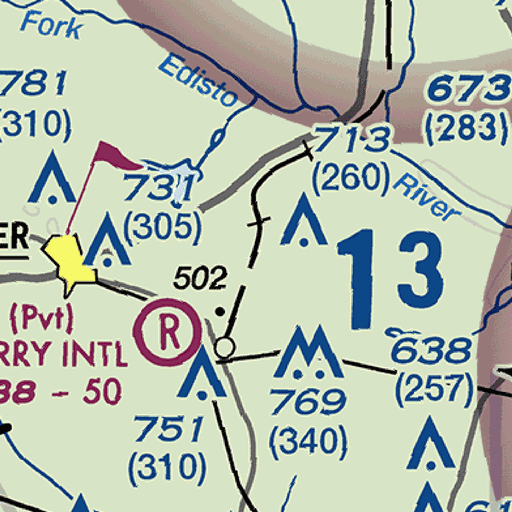 Fork
Edisto
781
(310)
673
(283)
713
(260)
River
731
(305)
ER
13
502
(Pvt)
R
RRY INTL
88 - 50
638
(257)
769
(340)
751
(310)